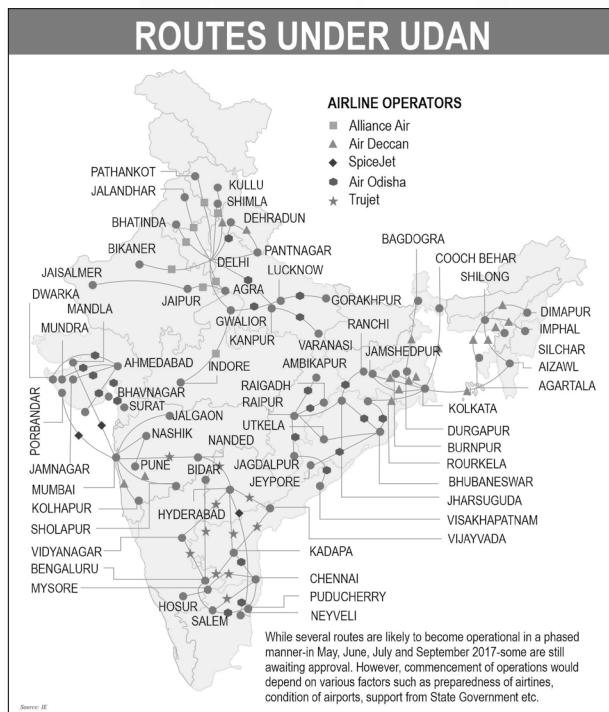 ROUTES UNDER UDAN
AIRLINE OPERATORS
Alliance Air
Air Deccan
SpiceJet
Air Odisha
Trujet
PATHANKOT
JALANDHAR
KULLU
SHIMLA
BHATINDA
DEHRADUN
BIKANER
PANTNAGAR
DELHI
BAGDOGRA
COOCH BEHAR
SHILONG
JAISALMER
LUCKNOW
DWARKA
JAIPUR
AGRA
GORAKHPUR
MANDLA
GWALIOR
DIMAPUR
MUNDRA
KANPUR
VARANASI
RANCHI
IMPHAL
AHMEDABAD
INDORE
AMBIKAPUR
JAMSHEDPUR
SILCHAR
BHAVNAGAR
RAIGADH
AIZAWL
SURAT
RAIPUR
AGARTALA
PORBANDAR
JALGAON
UTKELA
KOLKATA
NASHIK
NANDED
DURGAPUR
JAMNAGAR
PUNE
BIDAR
JAGDALPUR
BURNPUR
MUMBAI
JEYPORE
ROURKELA
KOLHAPUR
BHUBANESWAR
SHOLAPUR
HYDERABAD
JHARSUGUDA
VISAKHAPATNAM
VIDYANAGAR
VIJAYVADA
BENGALURU
KADAPA
MYSORE
CHENNAI
HOSUR
PUDUCHERRY
SALEM
NEYVELI
While several routes are likely to become operational in a phased
manner-in May, June, July and September 2017-some are still
awaiting approval. However, commencement of operations would
depend on various factors such as preparedness of airtines,
condition of airports, support from State Government etc.
Source: IE